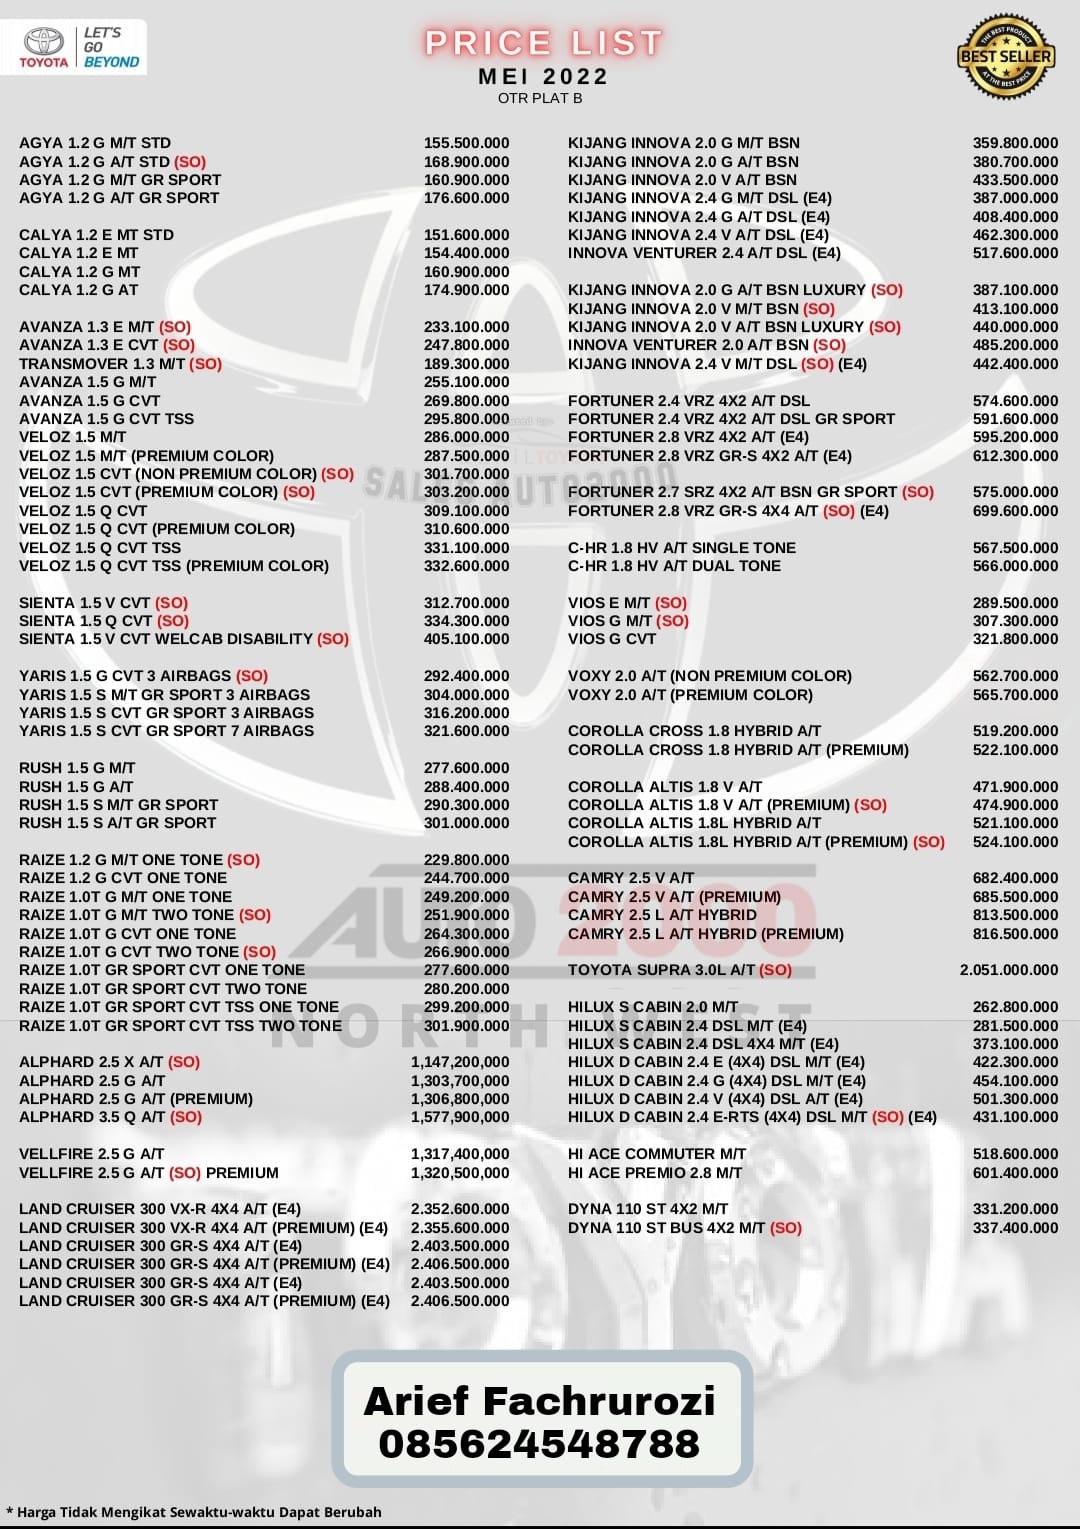 TOYOTA
LET'S
GO
BEYOND
PRICE LIST
MEI 2022
OTR PLAT B
THE BEST PRODUCT
BEST SELLER
AT THE BEST PRICE
AGYA 1.2 G M/T STD 155.500.000
AGYA 1.2 G A/T STD (SO) 168.900.000
AGYA 1.2 G M/T GR SPORT 160.900.000
AGYA 1.2 G A/T GR SPORT 176.600.000
CALYA 1.2 E MT STD 151.600.000
CALYA 1.2 E MT 154.400.000
CALYA 1.2 G MT 160.900.000
CALYA 1.2 G AT 174.900.000
AVANZA 1.3 E M/T (SO) 233.100.000
AVANZA 1.3 E CVT (SO) 247.800.000
TRANSMOVER 1.3 M/T (SO) 189.300.000
AVANZA 1.5 G M/T 255.100.000
AVANZA 1.5 G CVT 269.800.000
AVANZA 1.5 G CVT TSS 295.800.000
VELOZ 1.5 M/T 286.000.000
VELOZ 1.5 M/T (PREMIUM COLOR) 287.500.000
VELOZ 1.5 CVT (NON PREMIUM COLOR) (SO) 301.700.000
VELOZ 1.5 CVT (PREMIUM COLOR) (SO) 303.200.000
VELOZ 1.5 Q CVT 309.100.000
VELOZ 1.5 Q CVT (PREMIUM COLOR) 310.600.000
VELOZ 1.5 Q CVT TSS 331.100.000
VELOZ 1.5 Q CVT TSS (PREMIUM COLOR) 332.600.000
SIENTA 1.5 V CVT (SO) 312.700.000
SIENTA 1.5 Q CVT (SO) 334.300.000
SIENTA 1.5 V CVT WELCAB DISABILITY (SO) 405.100.000
YARIS 1.5 G CVT 3 AIRBAGS (SO) 292.400.000
YARIS 1.5 S M/T GR SPORT 3 AIRBAGS 304.000.000
YARIS 1.5 S CVT GR SPORT 3 AIRBAGS 316.200.000
YARIS 1.5 S CVT GR SPORT 7 AIRBAGS 321.600.000
RUSH 1.5 G M/T 277.600.000
RUSH 1.5 G A/T 288.400.000
RUSH 1.5 S M/T GR SPORT 290.300.000
RUSH 1.5 S A/T GR SPORT 301.000.000
RAIZE 1.2 G M/T ONE TONE (SO) 229.800.000
RAIZE 1.2 G CVT ONE TONE 244.700.000
RAIZE 1.0T G M/T ONE TONE 249.200.000
RAIZE 1.0T G M/T TWO TONE (SO) 251.900.000
RAIZE 1.0T G CVT ONE TONE 264.300.000
RAIZE 1.0T G CVT TWO TONE (SO) 266.900.000
RAIZE 1.0T GR SPORT CVT ONE TONE 277.600.000
RAIZE 1.0T GR SPORT CVT TWO TONE 280.200.000
RAIZE 1.0T GR SPORT CVT TSS ONE TONE 299.200.000
RAIZE 1.0T GR SPORT CVT TSS TWO TONE 301.900.000
ALPHARD 2.5 X A/T (SO) 1,147,200,000
ALPHARD 2.5 G A/T 1,303,700,000
ALPHARD 2.5 G A/T (PREMIUM) 1,306,800,000
ALPHARD 3.5 Q A/T (SO) 1,577,900,000
VELLFIRE 2.5 G A/T 1,317,400,000
VELLFIRE 2.5 G A/T (SO) PREMIUM 1,320,500,000
LAND CRUISER 300 VX-R 4X4 A/T (E4) 2.352.600.000
LAND CRUISER 300 VX-R 4X4 A/T (PREMIUM) (E4) 2.355.600.000
LAND CRUISER 300 GR-S 4X4 A/T (E4) 2.403.500.000
LAND CRUISER 300 GR-S 4X4 A/T (PREMIUM) (E4) 2.406.500.000
LAND CRUISER 300 GR-S 4X4 A/T (E4) 2.403.500.000
LAND CRUISER 300 GR-S 4X4 A/T (PREMIUM) (E4) 2.406.500.000
KIJANG INNOVA 2.0 G M/T BSN 359.800.000
KIJANG INNOVA 2.0 G A/T BSN 380.700.000
KIJANG INNOVA 2.0 V A/T BSN 433.500.000
KIJANG INNOVA 2.4 G M/T DSL (E4) 387.000.000
KIJANG INNOVA 2.4 G A/T DSL (E4) 408.400.000
KIJANG INNOVA 2.4 V A/T DSL (E4) 462.300.000
INNOVA VENTURER 2.4 A/T DSL (E4) 517.600.000
KIJANG INNOVA 2.0 G A/T BSN LUXURY (SO) 387.100.000
KIJANG INNOVA 2.0 V M/T BSN (SO) 413.100.000
KIJANG INNOVA 2.0 V A/T BSN LUXURY (SO) 440.000.000
INNOVA VENTURER 2.0 A/T BSN (SO) 485.200.000
KIJANG INNOVA 2.4 V M/T DSL (SO) (E4) 442.400.000
FORTUNER 2.4 VRZ 4X2 A/T DSL 574.600.000
FORTUNER 2.4 VRZ 4X2 A/T DSL GR SPORT 591.600.000
FORTUNER 2.8 VRZ 4X2 A/T (E4) 595.200.000
FORTUNER 2.8 VRZ GR-S 4X2 A/T (E4) 612.300.000
FORTUNER 2.7 SRZ 4X2 A/T BSN GR SPORT (SO) 575.000.000
FORTUNER 2.8 VRZ GR-S 4X4 A/T (SO) (E4) 699.600.000
C-HR 1.8 HV A/T SINGLE TONE 567.500.000
C-HR 1.8 HV A/T DUAL TONE 566.000.000
VIOS E M/T (SO) 289.500.000
VIOS G M/T (SO) 307.300.000
VIOS G CVT 321.800.000
VOXY 2.0 A/T (NON PREMIUM COLOR) 562.700.000
VOXY 2.0 A/T (PREMIUM COLOR) 565.700.000
COROLLA CROSS 1.8 HYBRID A/T 519.200.000
COROLLA CROSS 1.8 HYBRID A/T (PREMIUM) 522.100.000
COROLLA ALTIS 1.8 V A/T 471.900.000
COROLLA ALTIS 1.8 V A/T (PREMIUM) (SO) 474.900.000
COROLLA ALTIS 1.8L HYBRID A/T 521.100.000
COROLLA ALTIS 1.8L HYBRID A/T (PREMIUM) (SO) 524.100.000
CAMRY 2.5 V A/T 682.400.000
CAMRY 2.5 V A/T (PREMIUM) 685.500.000
CAMRY 2.5 L A/T HYBRID 813.500.000
CAMRY 2.5 L A/T HYBRID (PREMIUM) 816.500.000
TOYOTA SUPRA 3.0L A/T (SO) 2.051.000.000
HILUX S CABIN 2.0 M/T 262.800.000
HILUX S CABIN 2.4 DSL M/T (E4) 281.500.000
HILUX S CABIN 2.4 DSL 4X4 M/T (E4) 373.100.000
HILUX D CABIN 2.4 E (4X4) DSL M/T (E4) 422.300.000
HILUX D CABIN 2.4 G (4X4) DSL M/T (E4) 454.100.000
HILUX D CABIN 2.4 V (4X4) DSL A/T (E4) 501.300.000
HILUX D CABIN 2.4 E-RTS (4X4) DSL M/T (SO) (E4) 431.100.000
HI ACE COMMUTER M/T 518.600.000
HI ACE PREMIO 2.8 M/T 601.400.000
DYNA 110 ST 4X2 M/T 331.200.000
DYNA 110 ST BUS 4X2 M/T (SO) 337.400.000
SALES AUTO2000
AUTO 2000
NORTH WEST
Arief Fachrurozi
085624548788
* Harga Tidak Mengikat Sewaktu-waktu Dapat Berubah